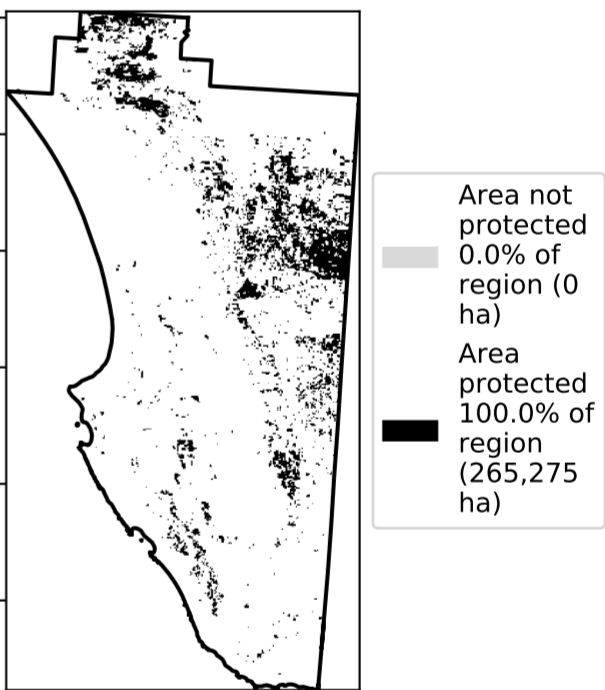 Area not
protected
0.0% of
region (0
ha)
Area
protected
100.0% of
region
(265,275
ha)